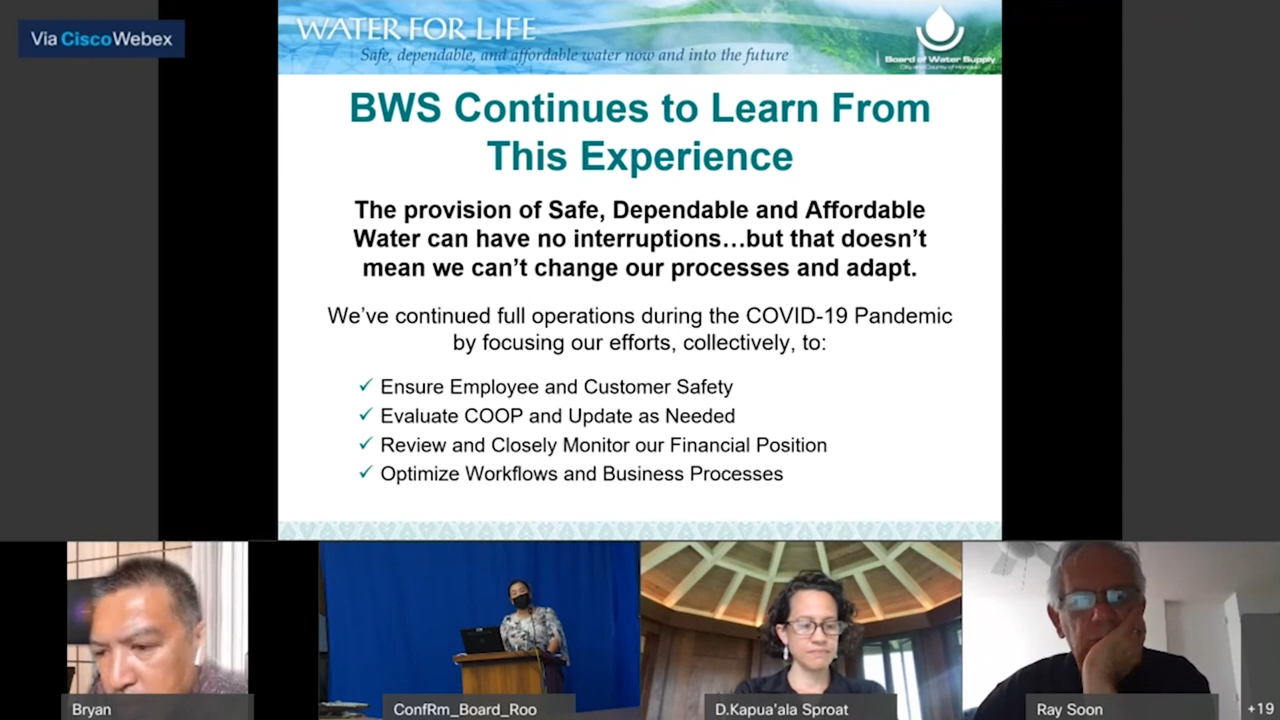 Via CiscoWebex
WATER FOR LIFE
Safe, dependable, and affordable water now and into the future
Board of Water Supply
City and County of Honolulu
BWS Continues to Learn From
This Experience
The provision of Safe, Dependable and Affordable
Water can have no interruptions…but that doesn’t
mean we can’t change our processes and adapt.
We’ve continued full operations during the COVID-19 Pandemic
by focusing our efforts, collectively, to:
✓ Ensure Employee and Customer Safety
✓ Evaluate COOP and Update as Needed
✓ Review and Closely Monitor our Financial Position
✓ Optimize Workflows and Business Processes
Bryan
ConfRm_Board_Roo
D.Kapua'ala Sproat
Ray Soon
+19